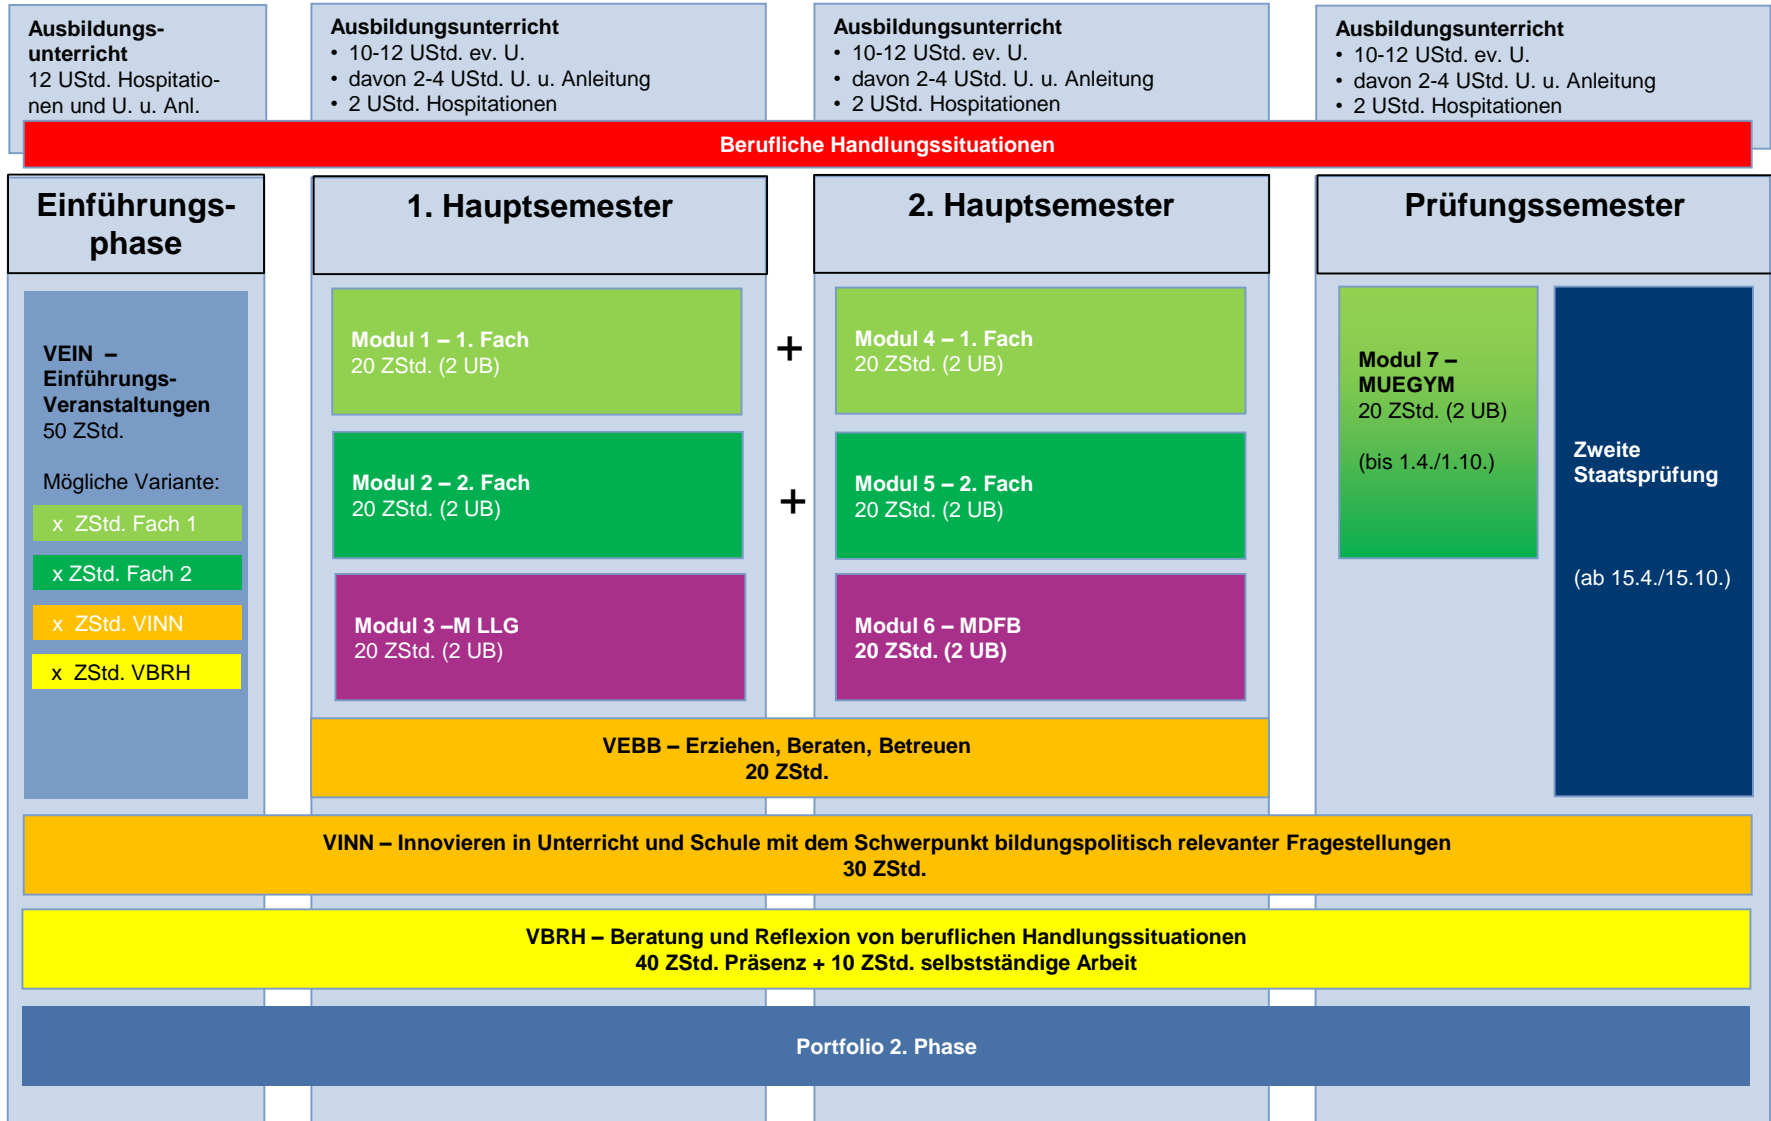 Ausbildungs-
unterricht
12 UStd. Hospitatio-
nen und U. u. Anl.
Ausbildungsunterricht
• 10-12 UStd. ev. U.
• davon 2-4 UStd. U. u. Anleitung
• 2 UStd. Hospitationen
Ausbildungsunterricht
• 10-12 UStd. ev. U.
• davon 2-4 UStd. U. u. Anleitung
• 2 UStd. Hospitationen
Ausbildungsunterricht
• 10-12 UStd. ev. U.
• davon 2-4 UStd. U. u. Anleitung
• 2 UStd. Hospitationen
Berufliche Handlungssituationen
Einführungs-
phase
1. Hauptsemester
2. Hauptsemester
Prüfungssemester
VEIN –
Einführungs-
Veranstaltungen
50 ZStd.
Mögliche Variante:
x ZStd. Fach 1
x ZStd. Fach 2
x ZStd. VINN
x ZStd. VBRH
Modul 1 – 1. Fach
20 ZStd. (2 UB)
+
Modul 4 – 1. Fach
20 ZStd. (2 UB)
Modul 2 – 2. Fach
20 ZStd. (2 UB)
+
Modul 5 – 2. Fach
20 ZStd. (2 UB)
Modul 3 –M LLG
20 ZStd. (2 UB)
Modul 6 – MDFB
20 ZStd. (2 UB)
Modul 7 –
MUEGYM
20 ZStd. (2 UB)
(bis 1.4./1.10.)
Zweite
Staatsprüfung
(ab 15.4./15.10.)
VEBB – Erziehen, Beraten, Betreuen
20 ZStd.
VINN – Innovieren in Unterricht und Schule mit dem Schwerpunkt bildungspolitisch relevanter Fragestellungen
30 ZStd.
VBRH – Beratung und Reflexion von beruflichen Handlungssituationen
40 ZStd. Präsenz + 10 ZStd. selbstständige Arbeit
Portfolio 2. Phase